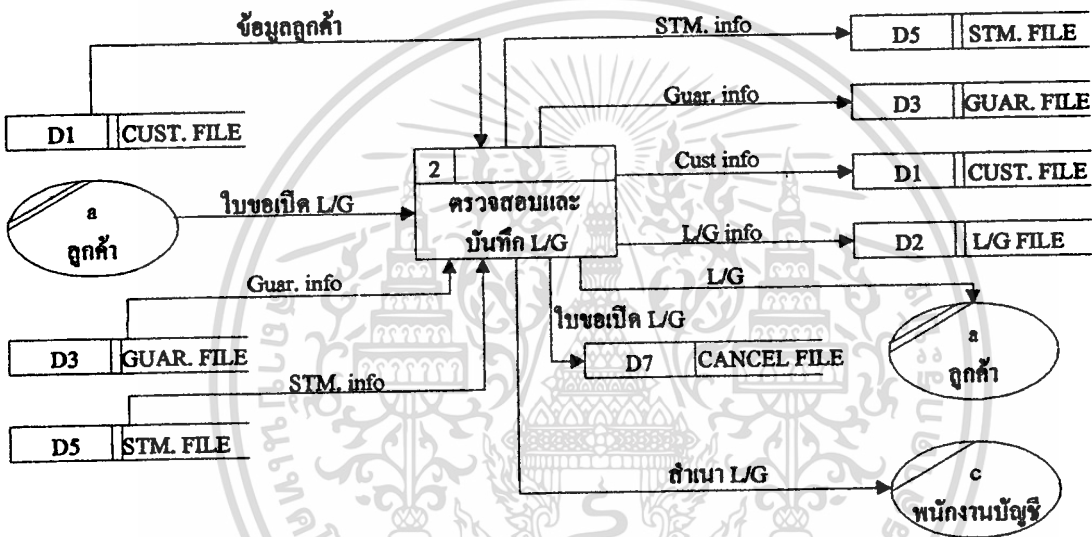 ข้อมูลลูกค้า
STM. info
D5 STM. FILE
Guar. info
D3 GUAR. FILE
D1 CUST. FILE
2
Cust info
D1 CUST. FILE
a
ลูกค้า
ใบขอเปิด L/G
ตรวจสอบและ
บันทึก L/G
L/G info
D2 L/G FILE
Guar. info
L/G
D3 GUAR. FILE
ใบขอเปิด L/G
D7 CANCEL FILE
a
ลูกค้า
STM. info
D5 STM. FILE
สำเนา L/G
c
พนักงานบัญชี